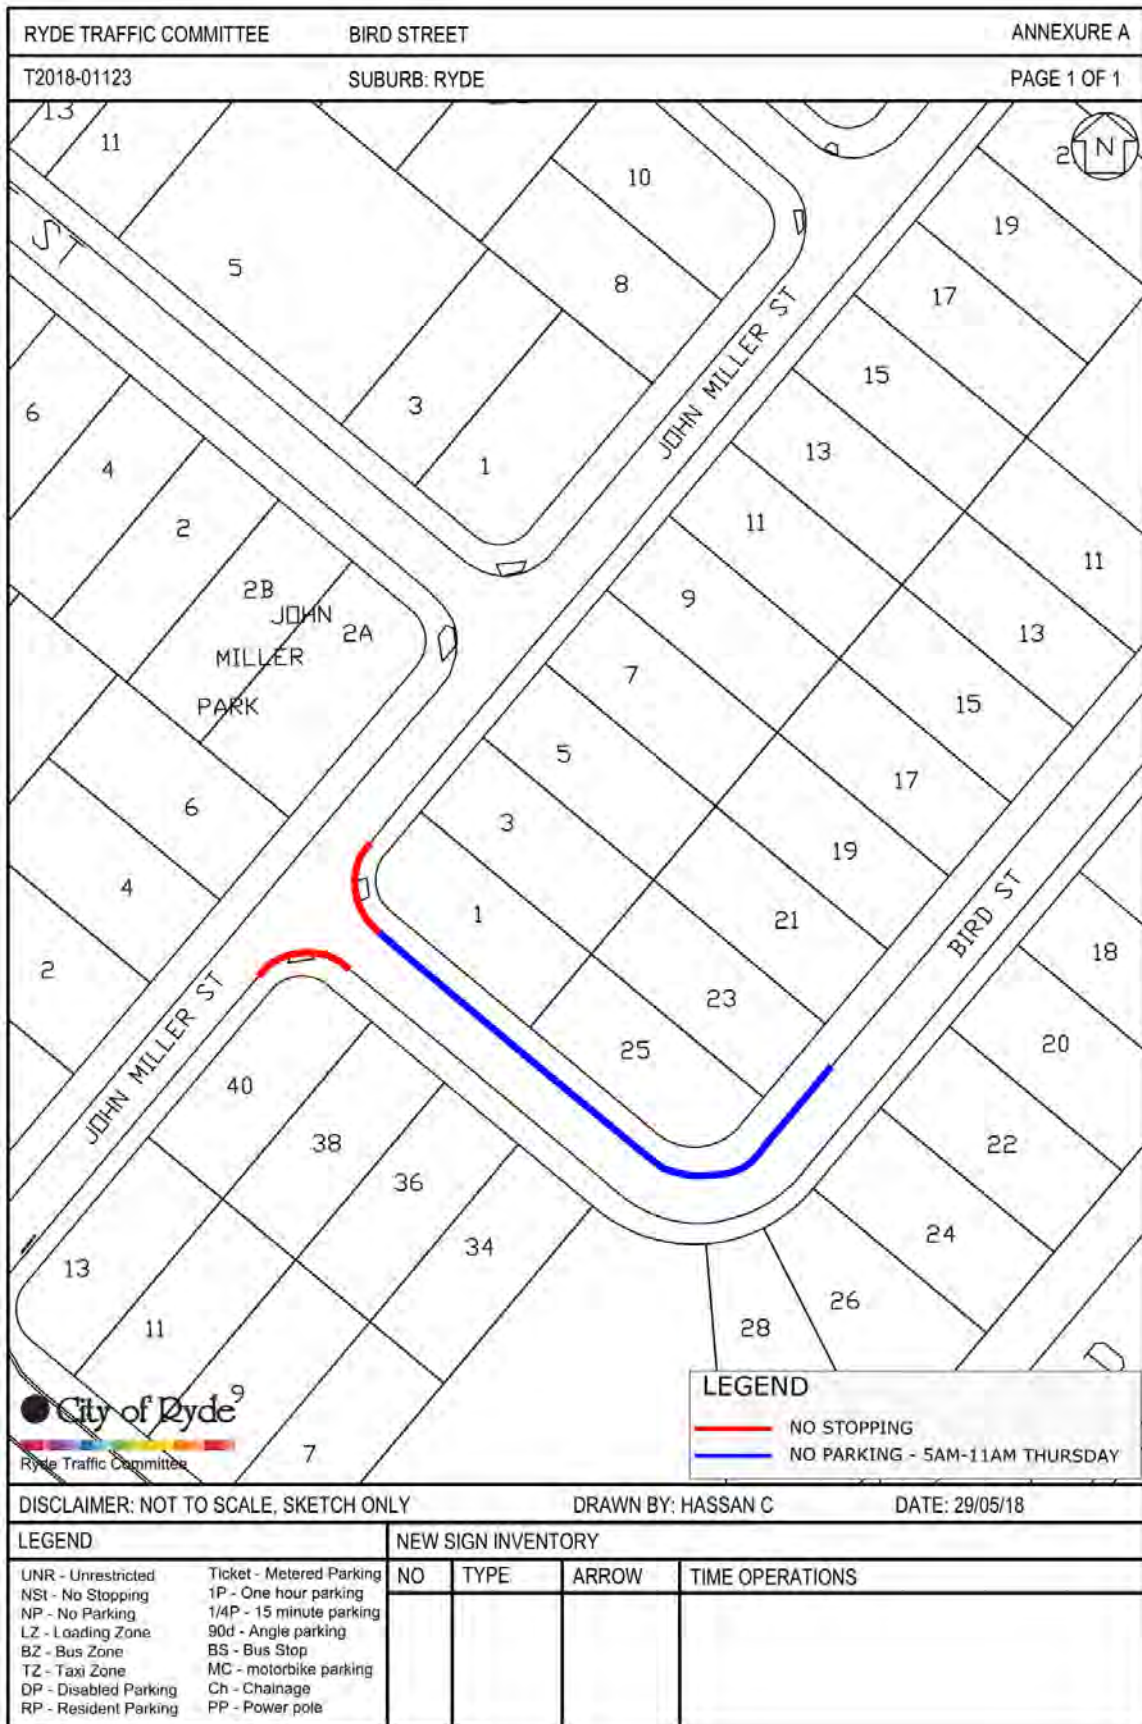 RYDE TRAFFIC COMMITTEE BIRD STREET ANNEXURE A
T2018-01123 SUBURB: RYDE PAGE 1 OF 1
13
11
10
2
N
19
ST
5
8
17
JOHN MILLER ST
15
6
3
13
4
1
11
2
11
2B
JOHN
2A
9
13
MILLER
7
PARK
15
5
17
6
3
19
4
1
21
BIRD ST
18
2
23
25
20
JOHN MILLER ST
40
38
22
36
34
24
13
26
11
28
D
9
7
LEGEND
NO STOPPING
NO PARKING - 5AM-11AM THURSDAY
City of Ryde
Ryde Traffic Committee
DISCLAIMER: NOT TO SCALE, SKETCH ONLY DRAWN BY: HASSAN C DATE: 29/05/18
LEGEND
UNR - Unrestricted
NSt - No Stopping
NP - No Parking
LZ - Loading Zone
BZ - Bus Zone
TZ - Taxi Zone
DP - Disabled Parking
RP - Resident Parking
Ticket - Metered Parking
1P - One hour parking
1/4P - 15 minute parking
90d - Angle parking
BS - Bus Stop
MC - motorbike parking
Ch - Chainage
PP - Power pole
NEW SIGN INVENTORY
NO TYPE ARROW TIME OPERATIONS